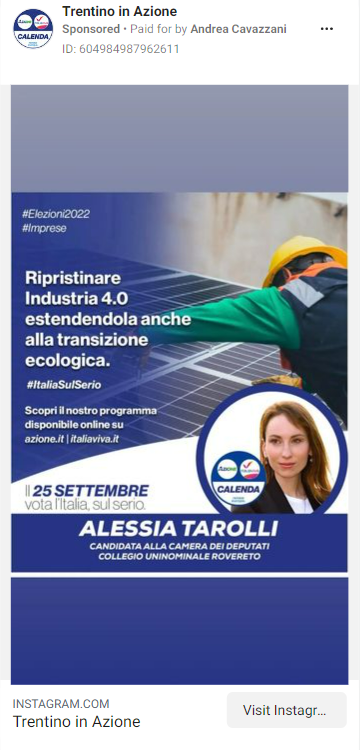 Trentino in Azione
Sponsored • Paid for by Andrea Cavazzani
ID: 604984987962611
AZIONE
CALENDA
#Elezioni2022
#Imprese
Ripristinare
Industria 4.0
estendendola anche
alla transizione
ecologica.
#ItaliaSulSerio
Scopri il nostro programma
disponibile online su
azione.it | italiaviva.it
AZIONE
CALENDA
Il 25 SETTEMBRE
vota l'Italia, sul serio.
ALESSIA TAROLLI
CANDIDATA ALLA CAMERA DEI DEPUTATI
COLLEGIO UNINOMINALE ROVERETO
INSTAGRAM.COM
Trentino in Azione
Visit Instagr...